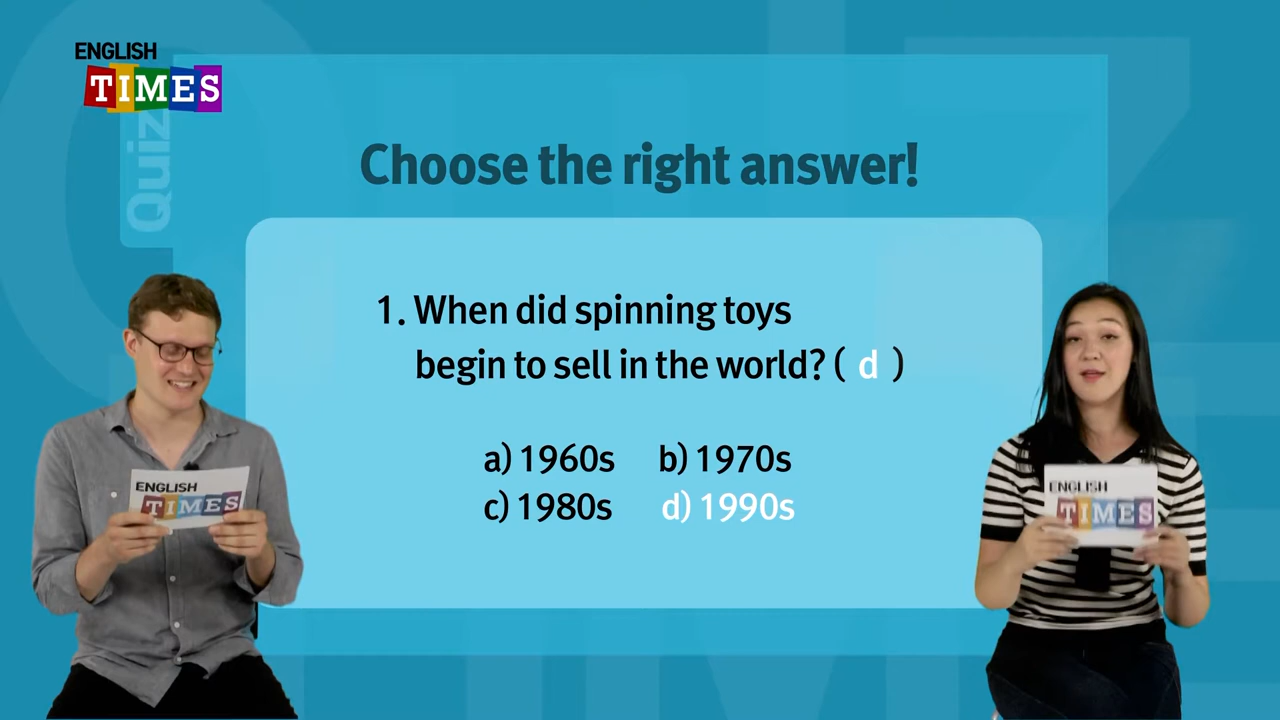 ENGLISH
TIMES
Quiz
Choose the right answer!
1. When did spinning toys
begin to sell in the world? ( d )
a) 1960s b) 1970s
c) 1980s d) 1990s
ENGLISH
TIMES
ENGLISH
TIMES